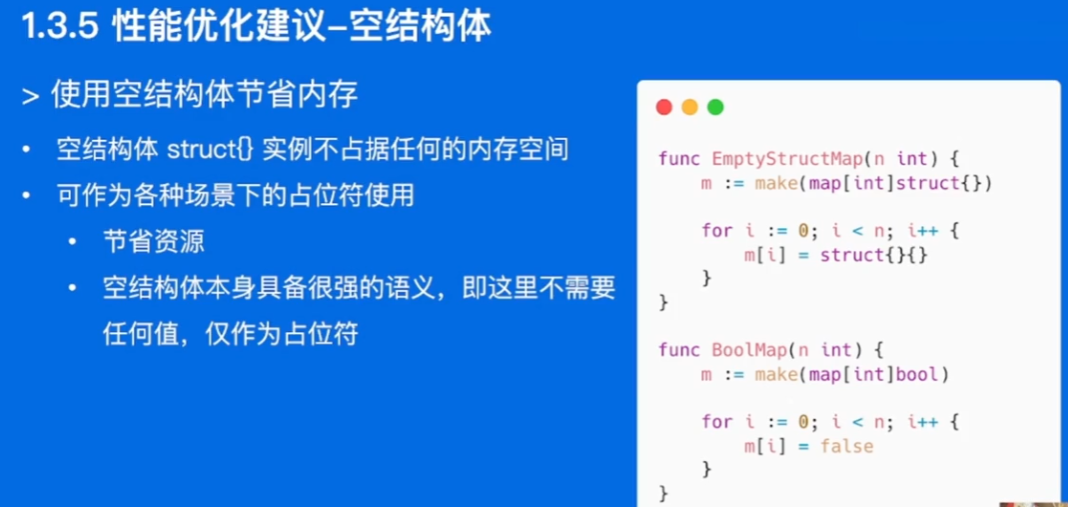 1.3.5 性能优化建议-空结构体
> 使用空结构体节省内存
• 空结构体 struct{} 实例不占据任何的内存空间
• 可作为各种场景下的占位符使用
• 节省资源
• 空结构体本身具备很强的语义，即这里不需要
任何值，仅作为占位符
func EmptyStructMap(n int) {
    m := make(map[int]struct{})

    for i := 0; i < n; i++ {
        m[i] = struct{}{}
    }
}

func BoolMap(n int) {
    m := make(map[int]bool)

    for i := 0; i < n; i++ {
        m[i] = false
    }
}